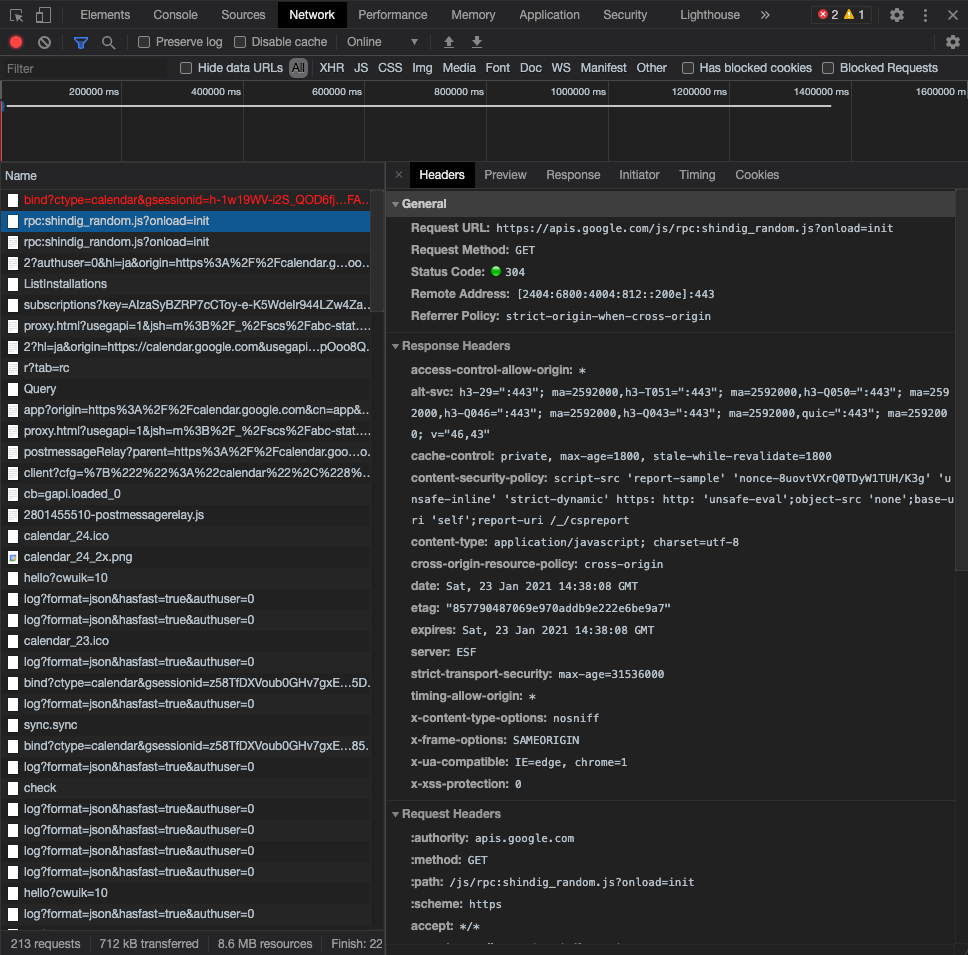 Elements Console Sources Network Performance Memory Application Security Lighthouse » 2 1
Preserve log Disable cache Online
Filter Hide data URLs All XHR JS CSS Img Media Font Doc WS Manifest Other Has blocked cookies Blocked Requests
200000 ms 400000 ms 600000 ms 800000 ms 1000000 ms 1200000 ms 1400000 ms 1600000 m
Name
bind?ctype=calendar&gsessionid=h-1w19WV-i2S_QOD6fj...FA...
rpc:shindig_random.js?onload=init
rpc:shindig_random.js?onload=init
2?authuser=0&hl=ja&origin=https%3A%2F%2Fcalendar.g...oo...
ListInstallations
subscriptions?key=AIzaSyBZRP7cCToy-e-K5Wdelr944LZw4Za...
proxy.html?usegapi=1&jsh=m%3B%2F_%2Fscs%2Fabc-stat....
2?hl=ja&origin=https://calendar.google.com&usegapi...pOoo8Q...
r?tab=rc
Query
app?origin=https%3A%2F%2Fcalendar.google.com&cn=app&...
proxy.html?usegapi=1&jsh=m%3B%2F_%2Fscs%2Fabc-stat....
postmessageRelay?parent=https%3A%2F%2Fcalendar.goo...o...
client?cfg=%7B%222%22%3A%22calendar%22%2C%228%...
cb=gapi.loaded_0
2801455510-postmessagerelay.js
calendar_24.ico
calendar_24_2x.png
hello?cwuik=10
log?format=json&hasfast=true&authuser=0
log?format=json&hasfast=true&authuser=0
calendar_23.ico
log?format=json&hasfast=true&authuser=0
bind?ctype=calendar&gsessionid=z58TfDXVoub0GHv7gxE...5D...
log?format=json&hasfast=true&authuser=0
sync.sync
bind?ctype=calendar&gsessionid=z58TfDXVoub0GHv7gxE...85...
log?format=json&hasfast=true&authuser=0
check
log?format=json&hasfast=true&authuser=0
log?format=json&hasfast=true&authuser=0
log?format=json&hasfast=true&authuser=0
log?format=json&hasfast=true&authuser=0
hello?cwuik=10
log?format=json&hasfast=true&authuser=0
213 requests 712 kB transferred 8.6 MB resources Finish: 22
× Headers Preview Response Initiator Timing Cookies
General
Request URL: https://apis.google.com/js/rpc:shindig_random.js?onload=init
Request Method: GET
Status Code: 304
Remote Address: [2404:6800:4004:812::200e]:443
Referrer Policy: strict-origin-when-cross-origin
Response Headers
access-control-allow-origin: *
alt-svc: h3-29=":443"; ma=2592000,h3-T051=":443"; ma=2592000,h3-Q050=":443"; ma=259
2000,h3-Q046=":443"; ma=2592000,h3-Q043=":443"; ma=2592000,quic=":443"; ma=259200
0; v="46,43"
cache-control: private, max-age=1800, stale-while-revalidate=1800
content-security-policy: script-src 'report-sample' 'nonce-8uovtVXrQ0TDyW1TUH/K3g' 'u
nsafe-inline' 'strict-dynamic' https: http: 'unsafe-eval';object-src 'none';base-u
ri 'self';report-uri /_/cspreport
content-type: application/javascript; charset=utf-8
cross-origin-resource-policy: cross-origin
date: Sat, 23 Jan 2021 14:38:08 GMT
etag: "857790487069e970addb9e222e6be9a7"
expires: Sat, 23 Jan 2021 14:38:08 GMT
server: ESF
strict-transport-security: max-age=31536000
timing-allow-origin: *
x-content-type-options: nosniff
x-frame-options: SAMEORIGIN
x-ua-compatible: IE=edge, chrome=1
x-xss-protection: 0
Request Headers
:authority: apis.google.com
:method: GET
:path: /js/rpc:shindig_random.js?onload=init
:scheme: https
accept: */*